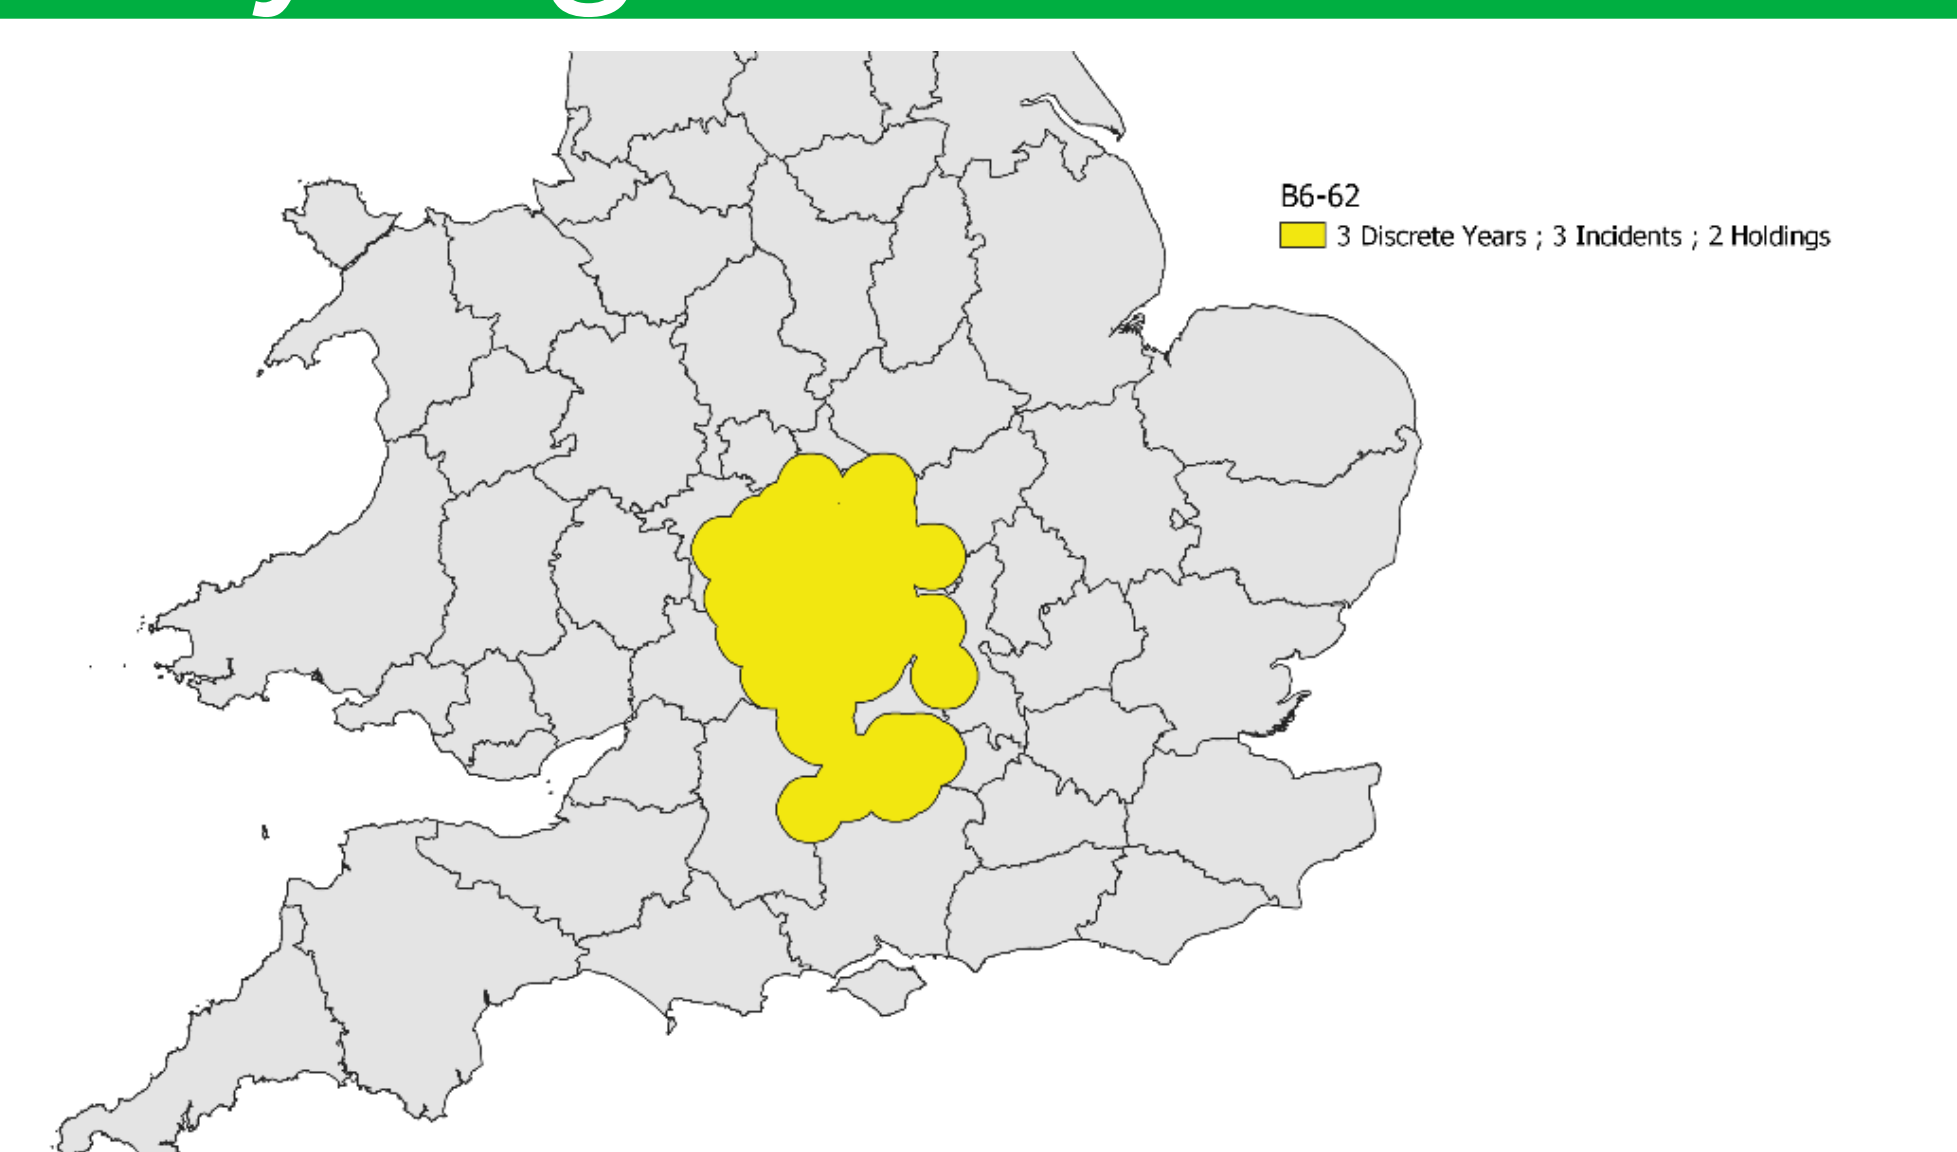 B6-62
3 Discrete Years ; 3 Incidents ; 2 Holdings